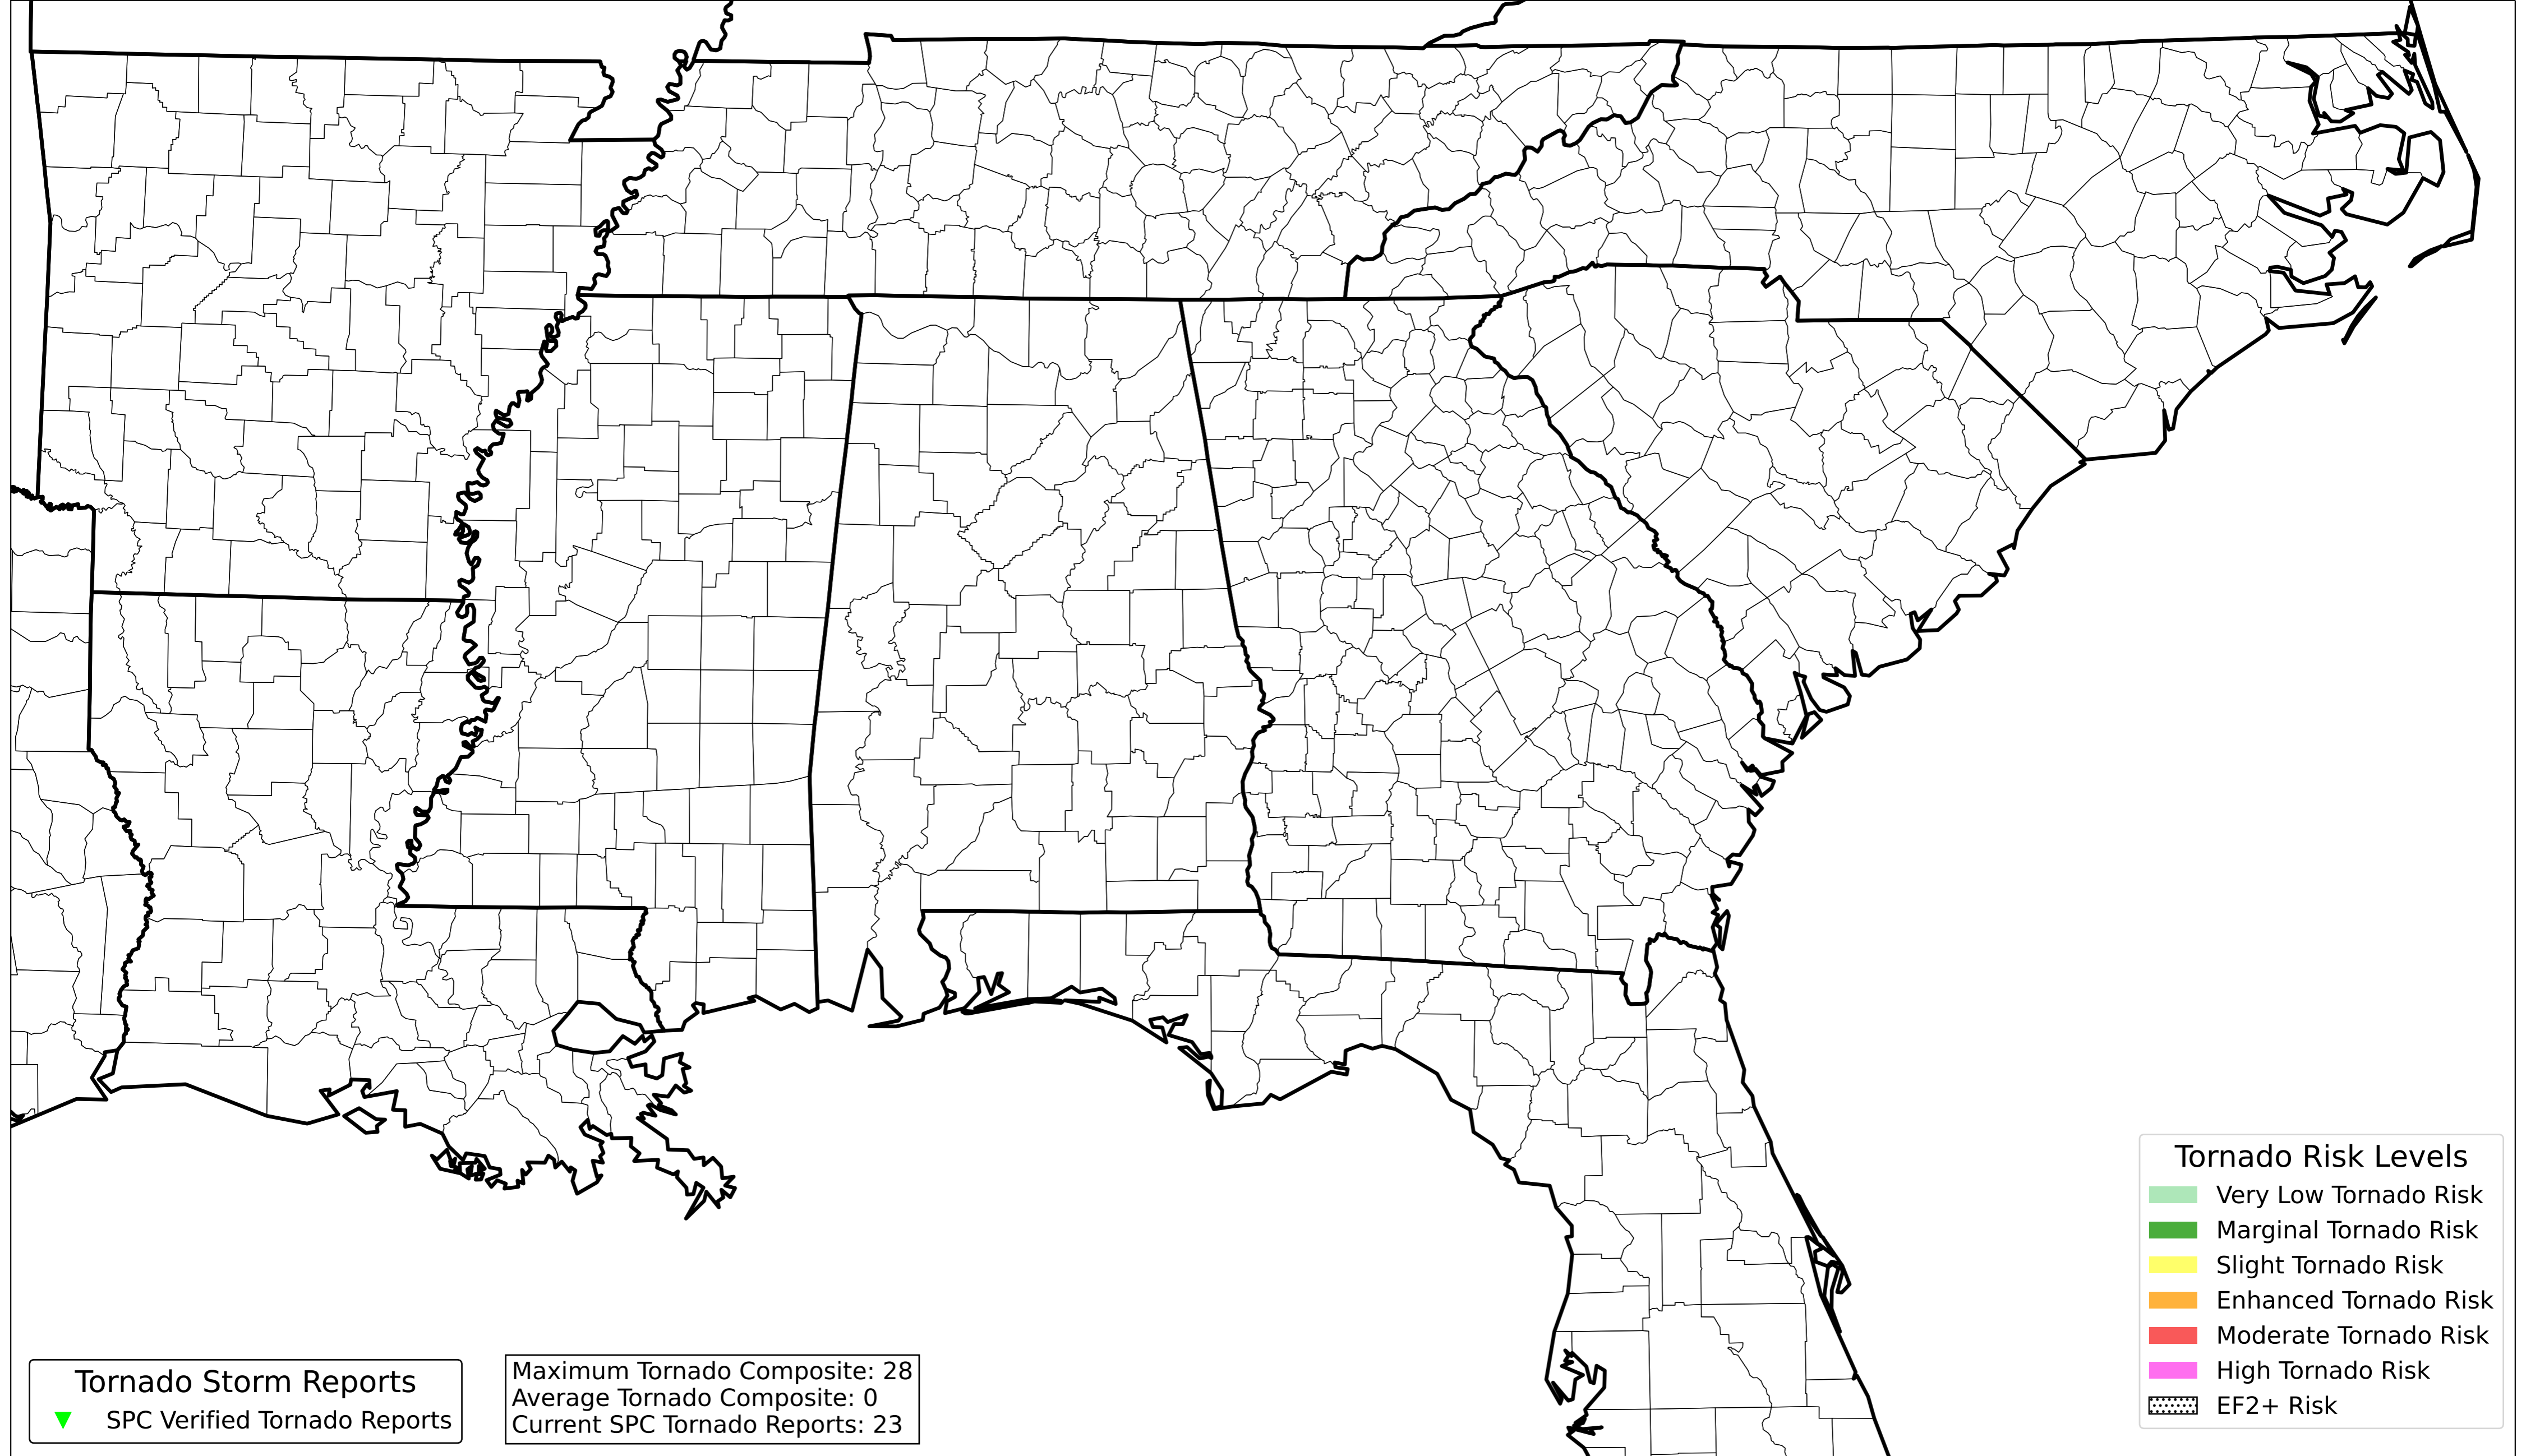 Tornado Risk Levels
Very Low Tornado Risk
Marginal Tornado Risk
Slight Tornado Risk
Enhanced Tornado Risk
Moderate Tornado Risk
High Tornado Risk
EF2+ Risk
Tornado Storm Reports
SPC Verified Tornado Reports
Maximum Tornado Composite: 28
Average Tornado Composite: 0
Current SPC Tornado Reports: 23